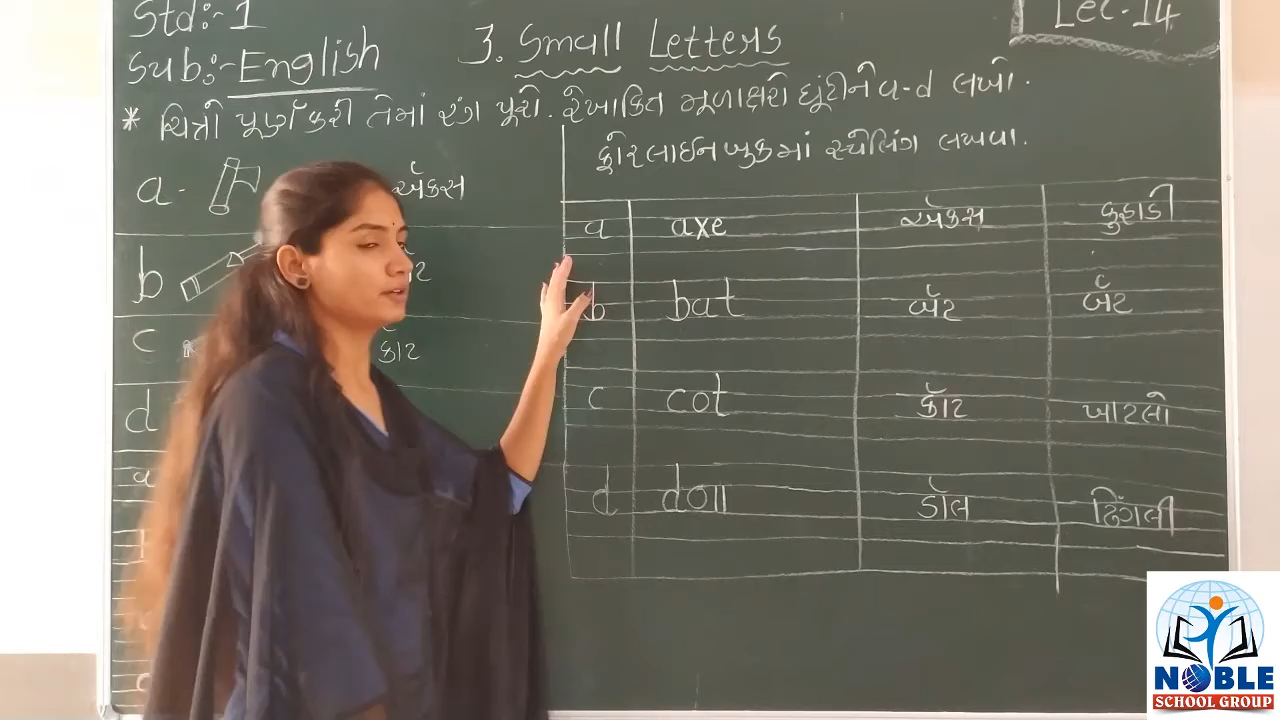 Std:- 1
Lec-14
Sub:- English
3. Small Letters
* ચિત્રો પૂર્ણ કરી તેમાં રંગ પૂરો. રેખાંકિત મૂળાક્ષરો ઘૂંટીને a-d લખો.
ફોરલાઇન બુકમાં સ્પેલિંગ લખવા.
a - ઍક્સ
b
c કૉટ
d
a axe ઍક્સ કુહાડી
b bat બૅટ બૅટ
c cot કૉટ ખાટલો
d doll ડૉલ ઢિંગલી
a
NOBLE
SCHOOL GROUP